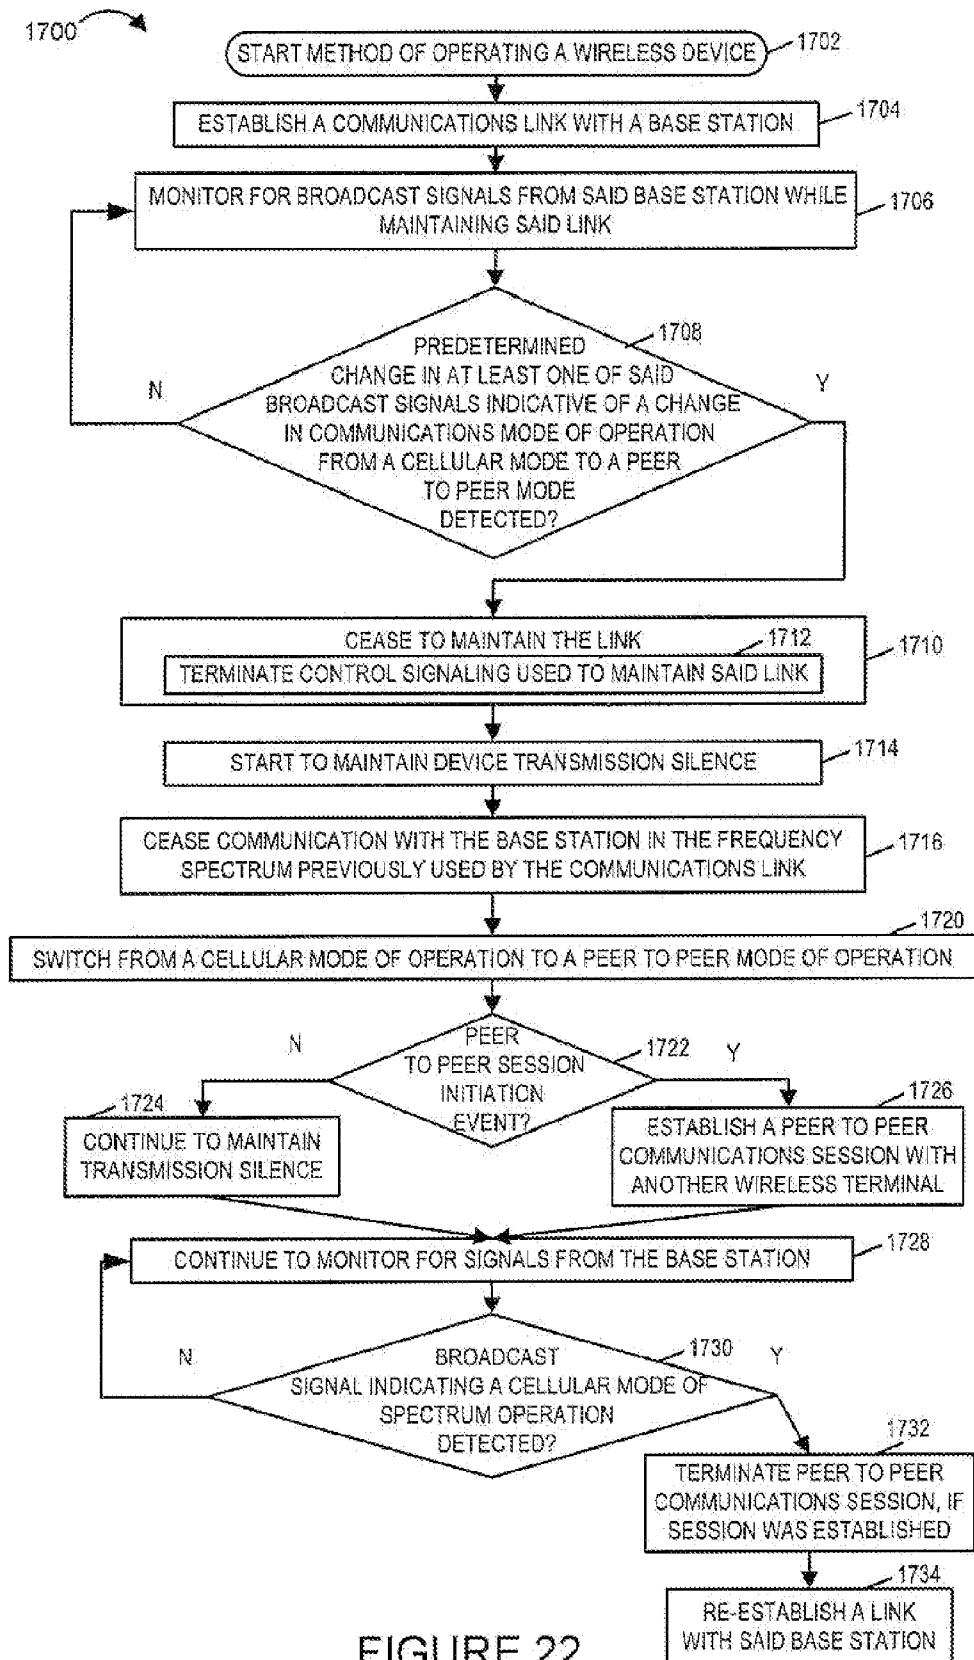 1700
START METHOD OF OPERATING A WIRELESS DEVICE
1702
ESTABLISH A COMMUNICATIONS LINK WITH A BASE STATION
1704
MONITOR FOR BROADCAST SIGNALS FROM SAID BASE STATION WHILE
MAINTAINING SAID LINK
1706
1708
PREDETERMINED
CHANGE IN AT LEAST ONE OF SAID
BROADCAST SIGNALS INDICATIVE OF A CHANGE
IN COMMUNICATIONS MODE OF OPERATION
FROM A CELLULAR MODE TO A PEER
TO PEER MODE
DETECTED?
N
Y
CEASE TO MAINTAIN THE LINK
1712
1710
TERMINATE CONTROL SIGNALING USED TO MAINTAIN SAID LINK
START TO MAINTAIN DEVICE TRANSMISSION SILENCE
1714
CEASE COMMUNICATION WITH THE BASE STATION IN THE FREQUENCY
SPECTRUM PREVIOUSLY USED BY THE COMMUNICATIONS LINK
1716
1720
SWITCH FROM A CELLULAR MODE OF OPERATION TO A PEER TO PEER MODE OF OPERATION
PEER
TO PEER SESSION
INITIATION
EVENT?
1722
N
Y
1724
CONTINUE TO MAINTAIN
TRANSMISSION SILENCE
1726
ESTABLISH A PEER TO PEER
COMMUNICATIONS SESSION WITH
ANOTHER WIRELESS TERMINAL
CONTINUE TO MONITOR FOR SIGNALS FROM THE BASE STATION
1728
1730
BROADCAST
SIGNAL INDICATING A CELLULAR MODE OF
SPECTRUM OPERATION
DETECTED?
N
Y
1732
TERMINATE PEER TO PEER
COMMUNICATIONS SESSION, IF
SESSION WAS ESTABLISHED
1734
RE-ESTABLISH A LINK
WITH SAID BASE STATION
FIGURE 22